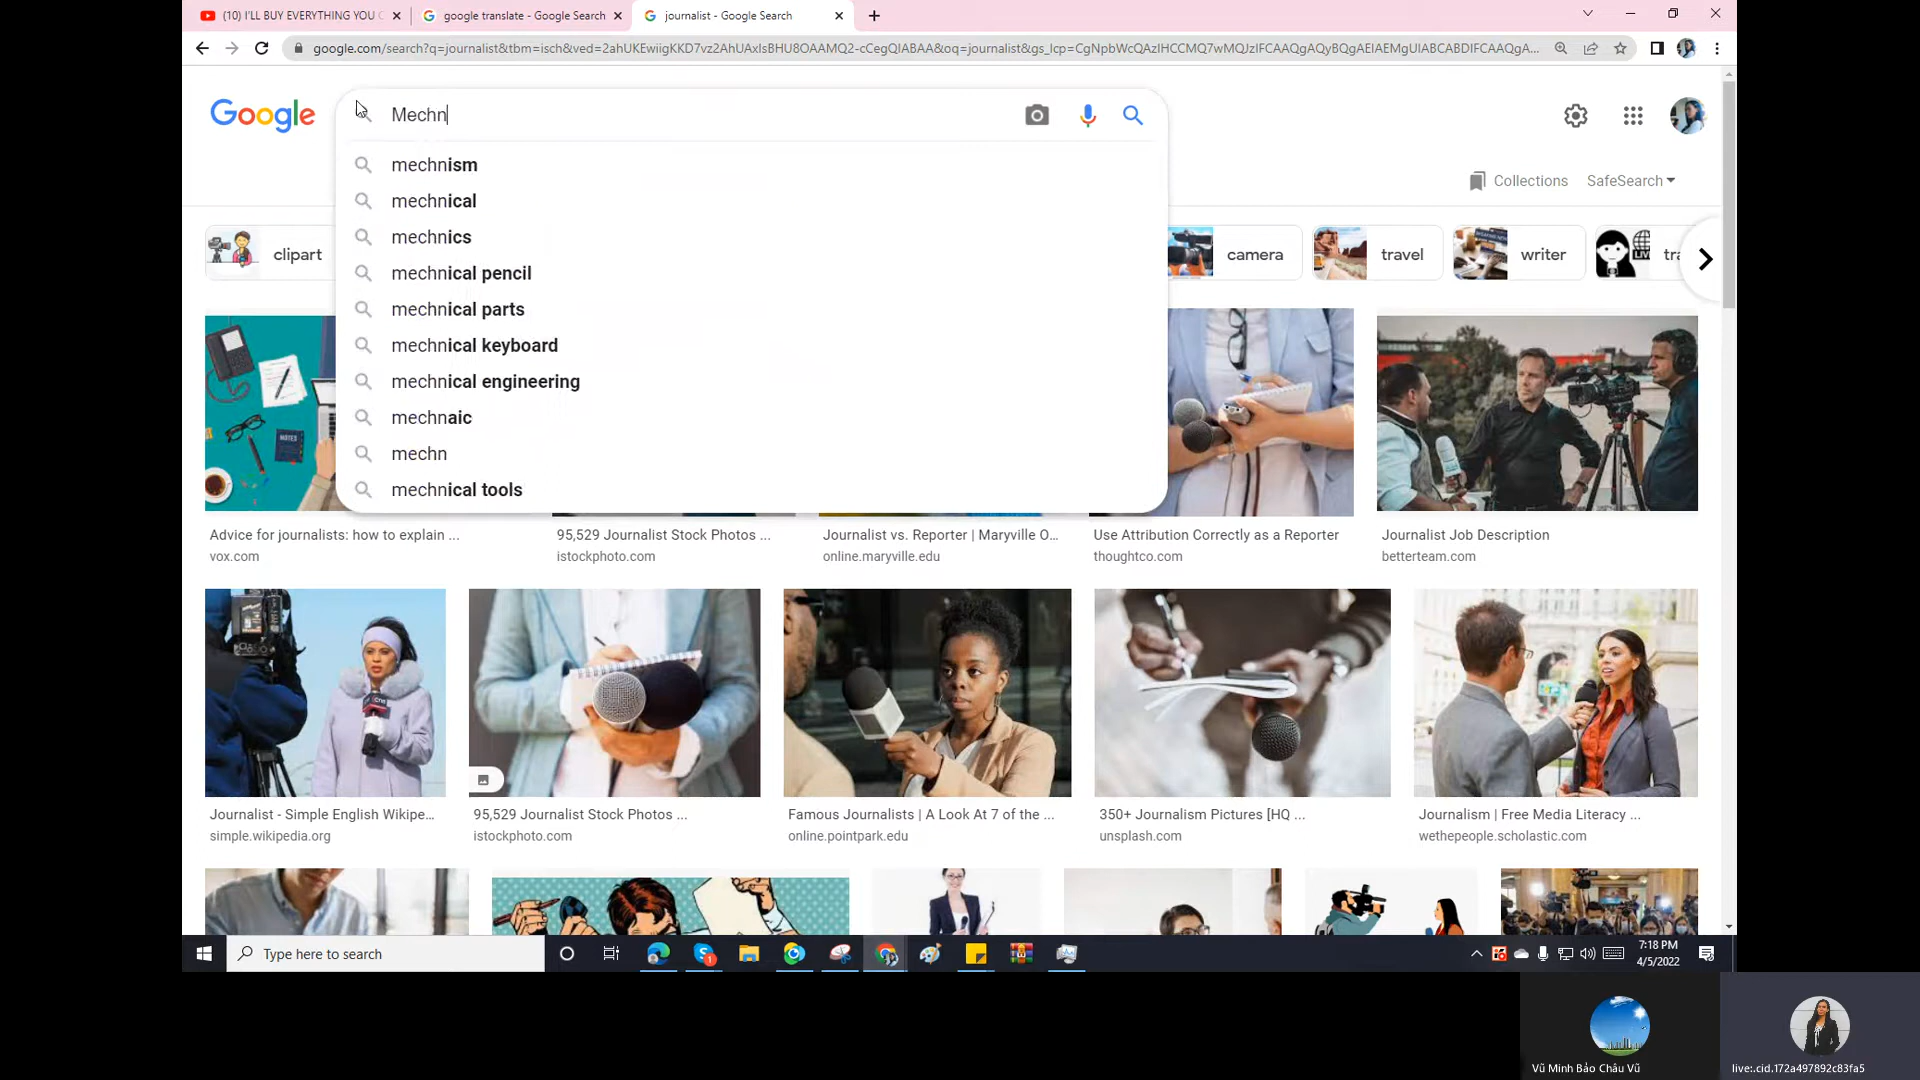 (10) I'LL BUY EVERYTHING YOU C
google translate - Google Search
journalist - Google Search
google.com/search?q=journalist&tbm=isch&ved=2ahUKEwiigKKD7vz2AhUAxIsBHU8OAAMQ2-cCegQIABAA&oq=journalist&gs_lcp=CgNpbWcQAzIHCCMQ7wMQJzIFCAAQgAQyBQgAEIAEMgUIABCABDIFCAAQgA...
Google
Mechn
mechnism
mechnical
mechnics
mechnical pencil
mechnical parts
mechnical keyboard
mechnical engineering
mechnaic
mechn
mechnical tools
Collections
SafeSearch
clipart
camera
travel
writer
LIVE
NOTES
Advice for journalists: how to explain ...
vox.com
95,529 Journalist Stock Photos ...
istockphoto.com
Journalist vs. Reporter | Maryville O...
online.maryville.edu
Use Attribution Correctly as a Reporter
thoughtco.com
Journalist Job Description
betterteam.com
Journalist - Simple English Wikipe...
simple.wikipedia.org
95,529 Journalist Stock Photos ...
istockphoto.com
Famous Journalists | A Look At 7 of the ...
online.pointpark.edu
350+ Journalism Pictures [HQ ...
unsplash.com
Journalism | Free Media Literacy ...
wethepeople.scholastic.com
Type here to search
7:18 PM
4/5/2022
Vũ Minh Bảo Châu Vũ
live:.cid.172a497892c83fa5